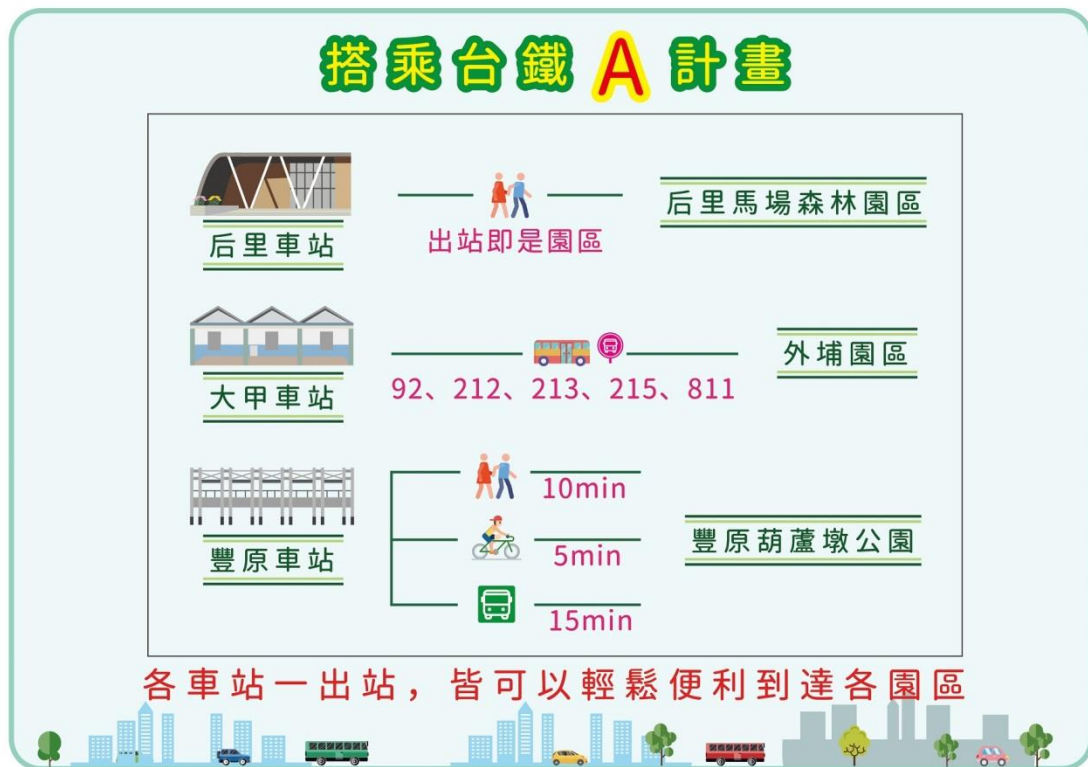 搭乘台鐵A計畫
后里車站
出站即是園區
后里馬場森林園區
大甲車站
92、212、213、215、811
外埔園區
豐原車站
10min
5min
15min
豐原葫蘆墩公園
各車站一出站，皆可以輕鬆便利到達各園區